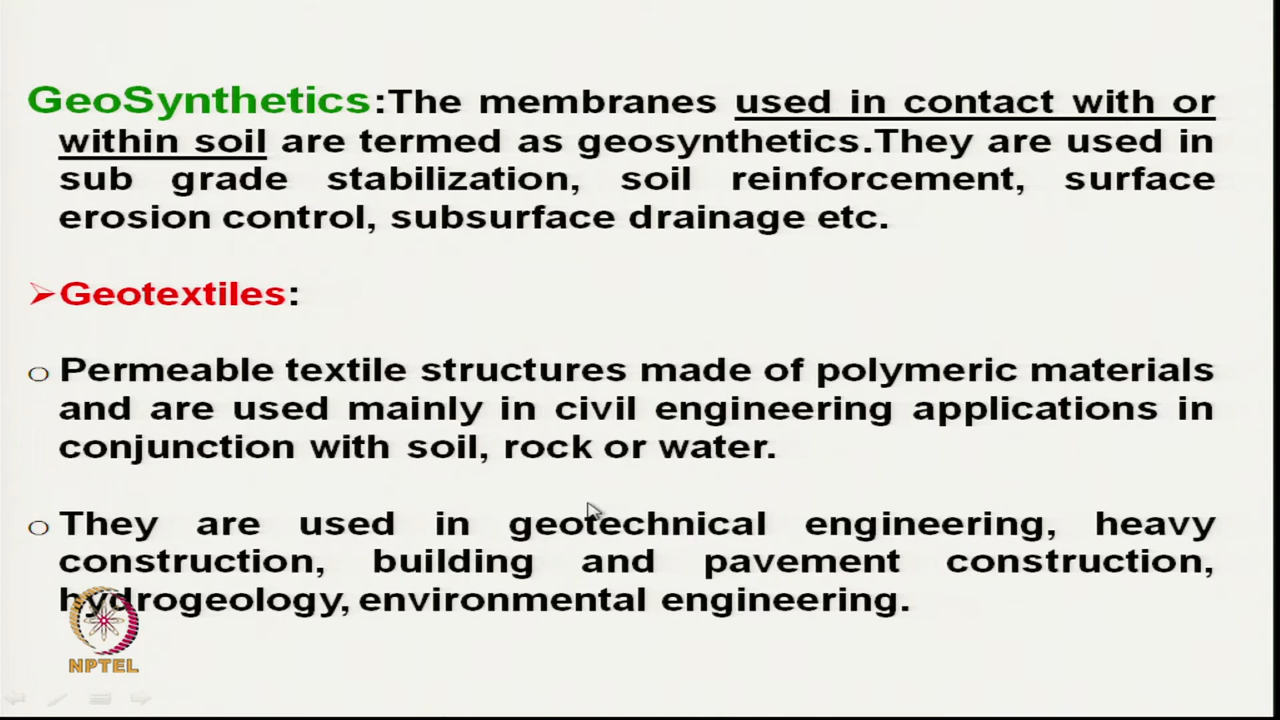 GeoSynthetics:The membranes used in contact with or
within soil are termed as geosynthetics.They are used in
sub grade stabilization, soil reinforcement, surface
erosion control, subsurface drainage etc.
➢Geotextiles:
o Permeable textile structures made of polymeric materials
and are used mainly in civil engineering applications in
conjunction with soil, rock or water.
o They are used in geotechnical engineering, heavy
construction, building and pavement construction,
hydrogeology, environmental engineering.
NPTEL